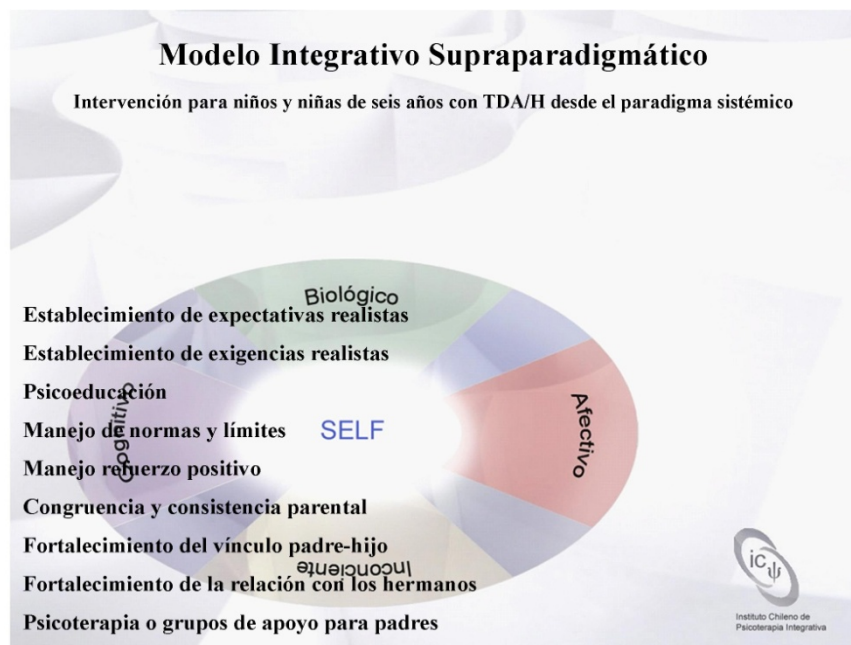 Modelo Integrativo Supraparadigmático
Intervención para niños y niñas de seis años con TDA/H desde el paradigma sistémico
Biológico
Establecimiento de expectativas realistas
Establecimiento de exigencias realistas
Psicoeducación
Cognitivo
Manejo de normas y límites
SELF
Afectivo
Manejo refuerzo positivo
Congruencia y consistencia parental
Fortalecimiento del vínculo padre-hijo
Inconciente
Fortalecimiento de la relación con los hermanos
Psicoterapia o grupos de apoyo para padres
ic
Instituto Chileno de
Psicoterapia Integrativa